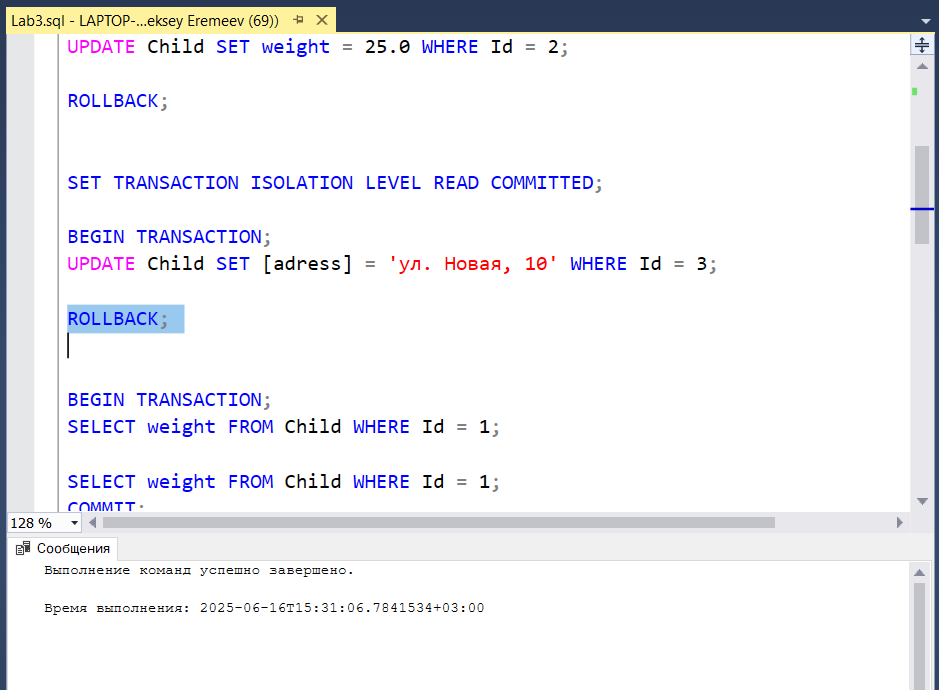 Lab3.sql - LAPTOP-...eksey Eremeev (69))
UPDATE Child SET weight = 25.0 WHERE Id = 2;
ROLLBACK;
SET TRANSACTION ISOLATION LEVEL READ COMMITTED;
BEGIN TRANSACTION;
UPDATE Child SET [adress] = 'ул. Новая, 10' WHERE Id = 3;
ROLLBACK;
BEGIN TRANSACTION;
SELECT weight FROM Child WHERE Id = 1;
SELECT weight FROM Child WHERE Id = 1;
COMMIT;
128 %
Сообщения
Выполнение команд успешно завершено.
Время выполнения: 2025-06-16T15:31:06.7841534+03:00